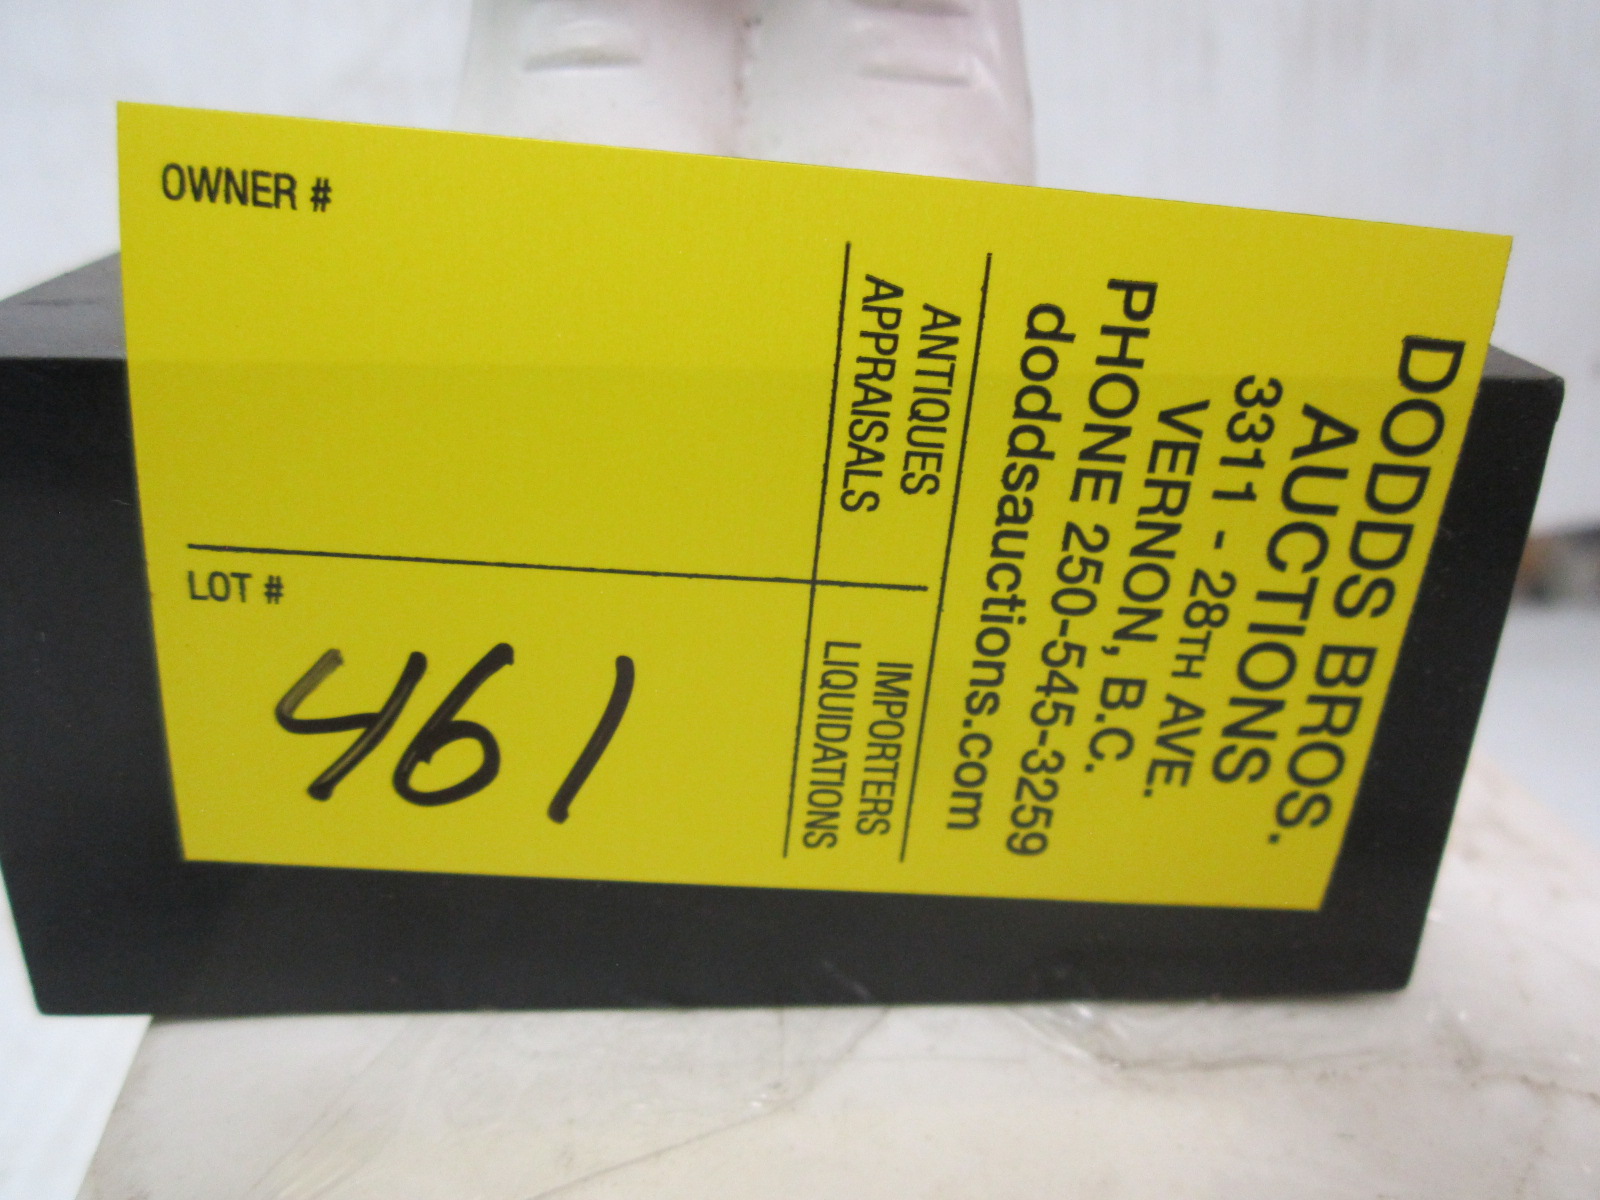 DODDS BROS.
AUCTIONS
3311 - 28TH AVE.
VERNON, B.C.
PHONE 250-545-3259
doddsauctions.com
ANTIQUES
APPRAISALS
IMPORTERS
LIQUIDATIONS
OWNER #
LOT #
461